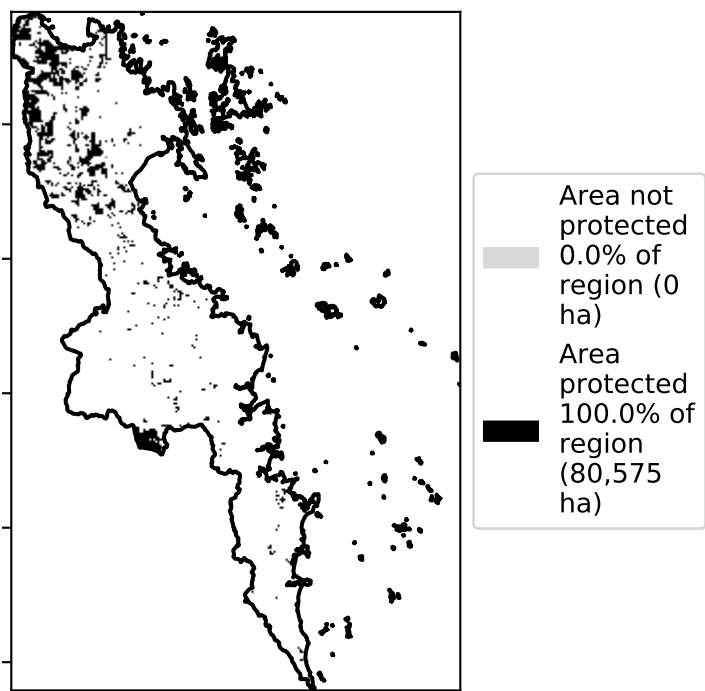 Area not
protected
0.0% of
region (0
ha)
Area
protected
100.0% of
region
(80,575
ha)